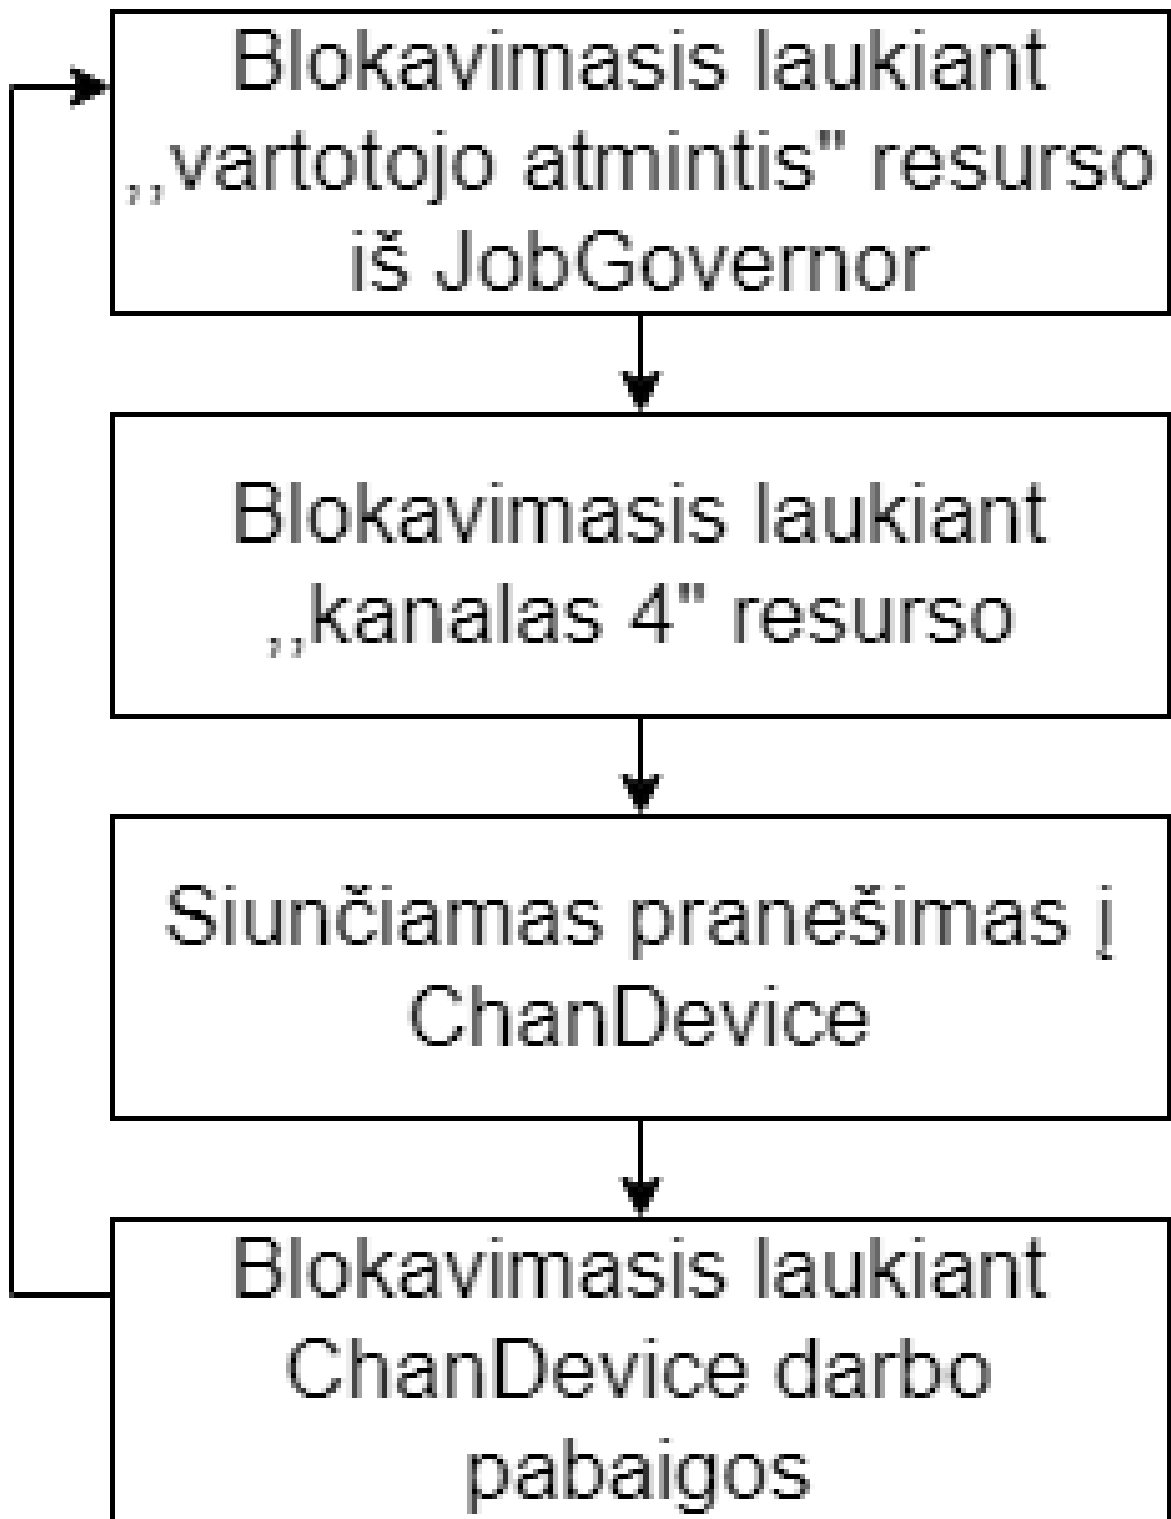 Blokavimasis laukiant
,,vartotojo atmintis" resurso
iš JobGovernor
Blokavimasis laukiant
,,kanalas 4" resurso
Siunčiamas pranešimas į
ChanDevice
Blokavimasis laukiant
ChanDevice darbo
pabaigos